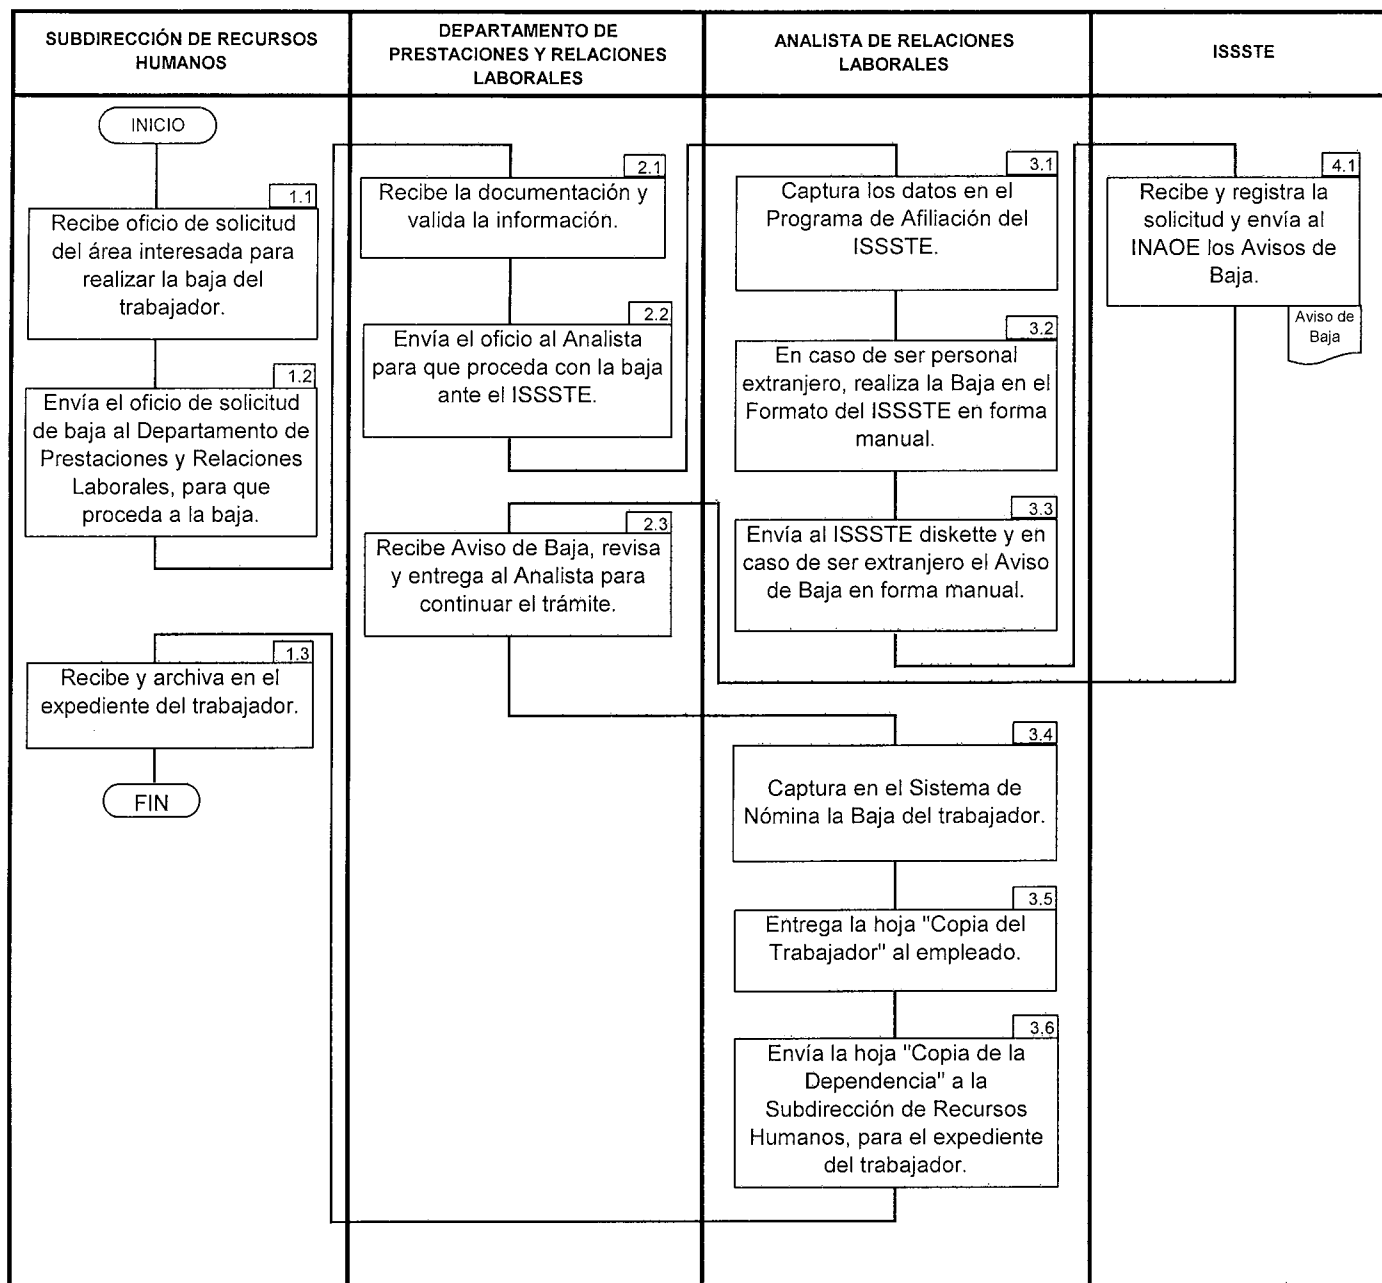 SUBDIRECCIÓN DE RECURSOS
HUMANOS
DEPARTAMENTO DE
PRESTACIONES Y RELACIONES
LABORALES
ANALISTA DE RELACIONES
LABORALES
ISSSTE
INICIO
1.1
Recibe oficio de solicitud
del área interesada para
realizar la baja del
trabajador.
1.2
Envía el oficio de solicitud
de baja al Departamento de
Prestaciones y Relaciones
Laborales, para que
proceda a la baja.
2.1
Recibe la documentación y
valida la información.
2.2
Envía el oficio al Analista
para que proceda con la baja
ante el ISSSTE.
3.1
Captura los datos en el
Programa de Afiliación del
ISSSTE.
3.2
En caso de ser personal
extranjero, realiza la Baja en el
Formato del ISSSTE en forma
manual.
3.3
Envía al ISSSTE diskette y en
caso de ser extranjero el Aviso
de Baja en forma manual.
4.1
Recibe y registra la
solicitud y envía al
INAOE los Avisos de
Baja.
Aviso de
Baja
2.3
Recibe Aviso de Baja, revisa
y entrega al Analista para
continuar el trámite.
3.4
Captura en el Sistema de
Nómina la Baja del trabajador.
3.5
Entrega la hoja "Copia del
Trabajador" al empleado.
3.6
Envía la hoja "Copia de la
Dependencia" a la
Subdirección de Recursos
Humanos, para el expediente
del trabajador.
1.3
Recibe y archiva en el
expediente del trabajador.
FIN